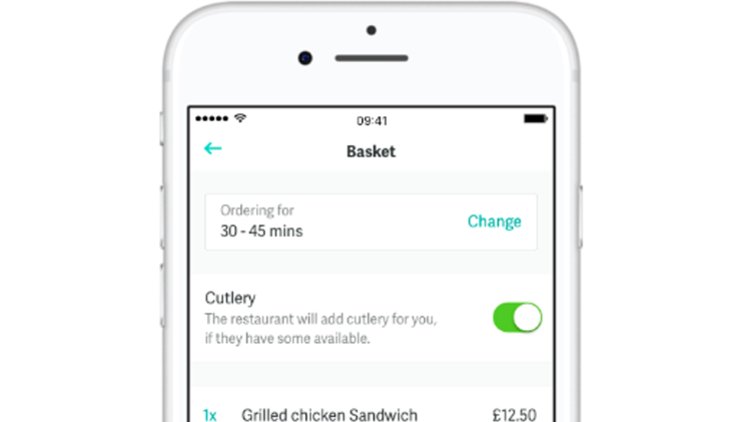 09:41
Basket
Ordering for
30 - 45 mins
Change
Cutlery
The restaurant will add cutlery for you,
if they have some available.
1x Grilled chicken Sandwich £12.50